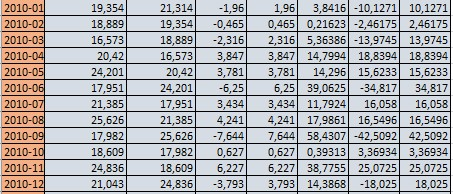 2010-01 19,354 21,314 -1,96 1,96 3,8416 -10,1271 10,1271
2010-02 18,889 19,354 -0,465 0,465 0,21623 -2,46175 2,46175
2010-03 16,573 18,889 -2,316 2,316 5,36386 -13,9745 13,9745
2010-04 20,42 16,573 3,847 3,847 14,7994 18,8394 18,8394
2010-05 24,201 20,42 3,781 3,781 14,296 15,6233 15,6233
2010-06 17,951 24,201 -6,25 6,25 39,0625 -34,817 34,817
2010-07 21,385 17,951 3,434 3,434 11,7924 16,058 16,058
2010-08 25,626 21,385 4,241 4,241 17,9861 16,5496 16,5496
2010-09 17,982 25,626 -7,644 7,644 58,4307 -42,5092 42,5092
2010-10 18,609 17,982 0,627 0,627 0,39313 3,36934 3,36934
2010-11 24,836 18,609 6,227 6,227 38,7755 25,0725 25,0725
2010-12 21,043 24,836 -3,793 3,793 14,3868 -18,025 18,025